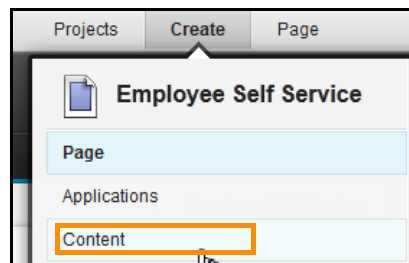 Projects Create Page
Employee Self Service
Page
Applications
Content